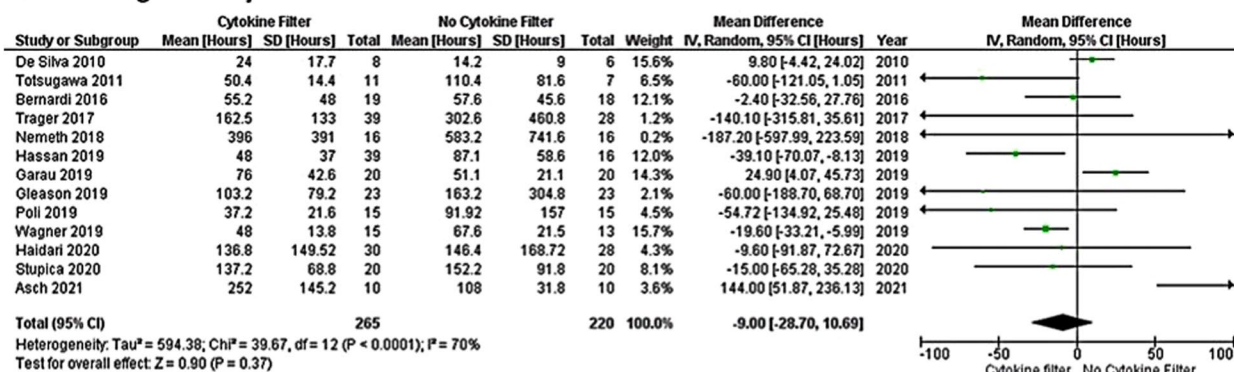 Cytokine Filter No Cytokine Filter Mean Difference Mean Difference
Study or Subgroup Mean [Hours] SD [Hours] Total Mean [Hours] SD [Hours] Total Weight IV, Random, 95% CI [Hours] Year IV, Random, 95% CI [Hours]
De Silva 2010 24 17.7 8 14.2 9 6 15.6% 9.80 [-4.42, 24.02] 2010
Totsugawa 2011 50.4 14.4 11 110.4 81.6 7 6.5% -60.00 [-121.05, 1.05] 2011
Bernardi 2016 55.2 48 19 57.6 45.6 18 12.1% -2.40 [-32.56, 27.76] 2016
Trager 2017 162.5 133 39 302.6 460.8 28 1.2% -140.10 [-315.81, 35.61] 2017
Nemeth 2018 396 391 16 583.2 741.6 16 0.2% -187.20 [-597.99, 223.59] 2018
Hassan 2019 48 37 39 87.1 58.6 16 12.0% -39.10 [-70.07, -8.13] 2019
Garau 2019 76 42.6 20 51.1 21.1 20 14.3% 24.90 [4.07, 45.73] 2019
Gleason 2019 103.2 79.2 23 163.2 304.8 23 2.1% -60.00 [-188.70, 68.70] 2019
Poli 2019 37.2 21.6 15 91.92 157 15 4.5% -54.72 [-134.92, 25.48] 2019
Wagner 2019 48 13.8 15 67.6 21.5 13 15.7% -19.60 [-33.21, -5.99] 2019
Haidari 2020 136.8 149.52 30 146.4 168.72 28 4.3% -9.60 [-91.87, 72.67] 2020
Stupica 2020 137.2 68.8 20 152.2 91.8 20 8.1% -15.00 [-65.28, 35.28] 2020
Asch 2021 252 145.2 10 108 31.8 10 3.6% 144.00 [51.87, 236.13] 2021
Total (95% CI) 265 220 100.0% -9.00 [-28.70, 10.69]
Heterogeneity: Tau² = 594.38; Chi² = 39.67, df = 12 (P < 0.0001); I² = 70%
Test for overall effect: Z = 0.90 (P = 0.37)
-100 -50 0 50 100
Cytokine filter No Cytokine Filter